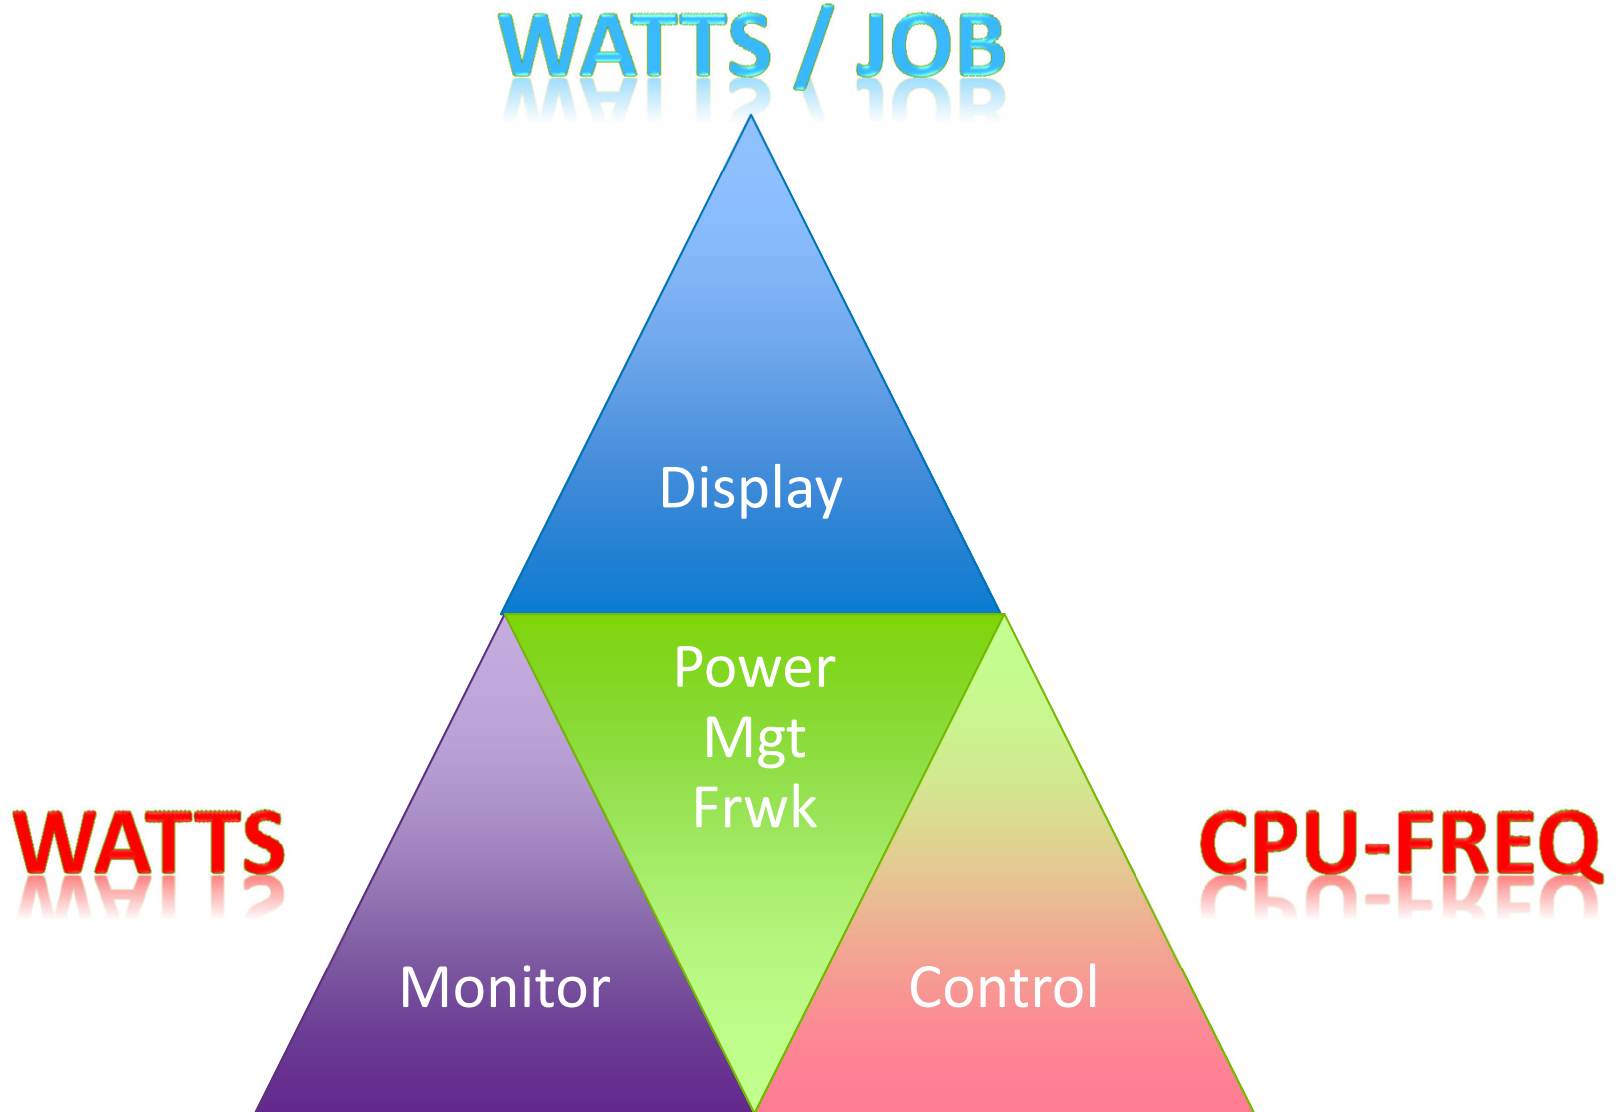 WATTS / JOB
Display
Power
Mgt
Frwk
WATTS
CPU-FREQ
Monitor
Control